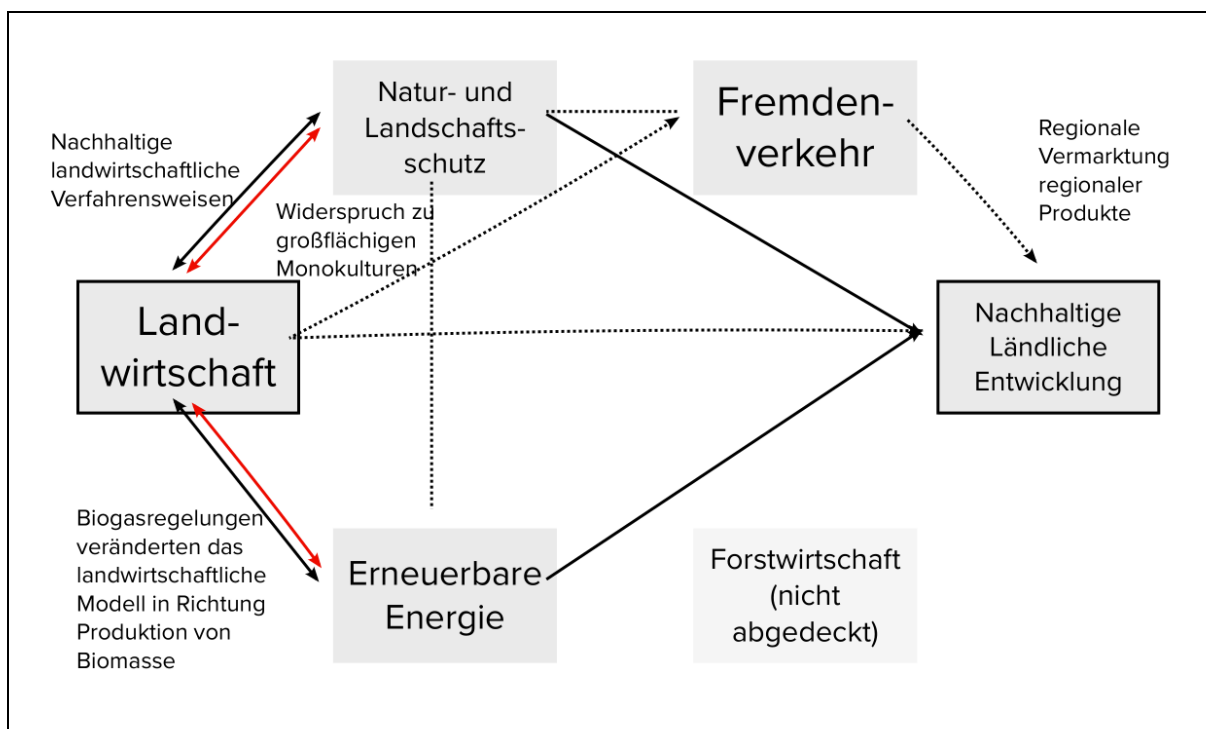 Natur- und
Landschafts-
schutz
Fremden-
verkehr
Nachhaltige
landwirtschaftliche
Verfahrensweisen
Regionale
Vermarktung
regionaler
Produkte
Widerspruch zu
großflächigen
Monokulturen
Land-
wirtschaft
Nachhaltige
Ländliche
Entwicklung
Biogasregelungen
veränderten das
landwirtschaftliche
Modell in Richtung
Produktion von
Biomasse
Erneuerbare
Energie
Forstwirtschaft
(nicht
abgedeckt)